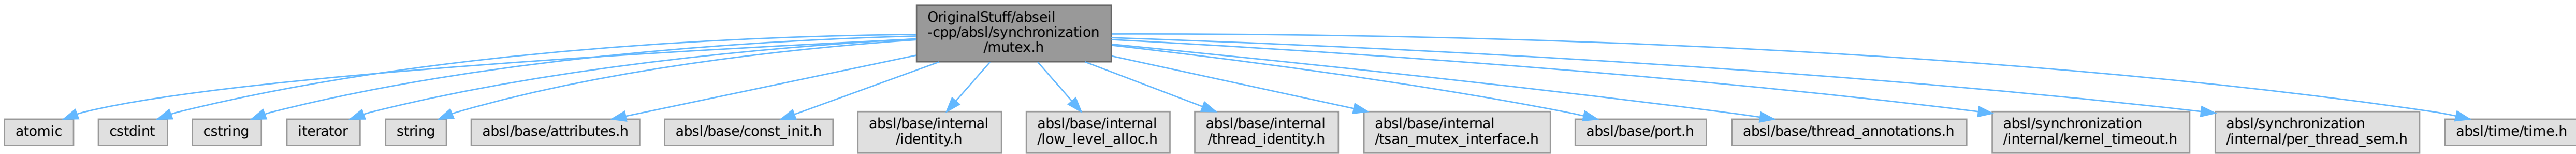 OriginalStuff/abseil
-cpp/absl/synchronization
/mutex.h
atomic
cstdint
cstring
iterator
string
absl/base/attributes.h
absl/base/const_init.h
absl/base/internal
/identity.h
absl/base/internal
/low_level_alloc.h
absl/base/internal
/thread_identity.h
absl/base/internal
/tsan_mutex_interface.h
absl/base/port.h
absl/base/thread_annotations.h
absl/synchronization
/internal/kernel_timeout.h
absl/synchronization
/internal/per_thread_sem.h
absl/time/time.h